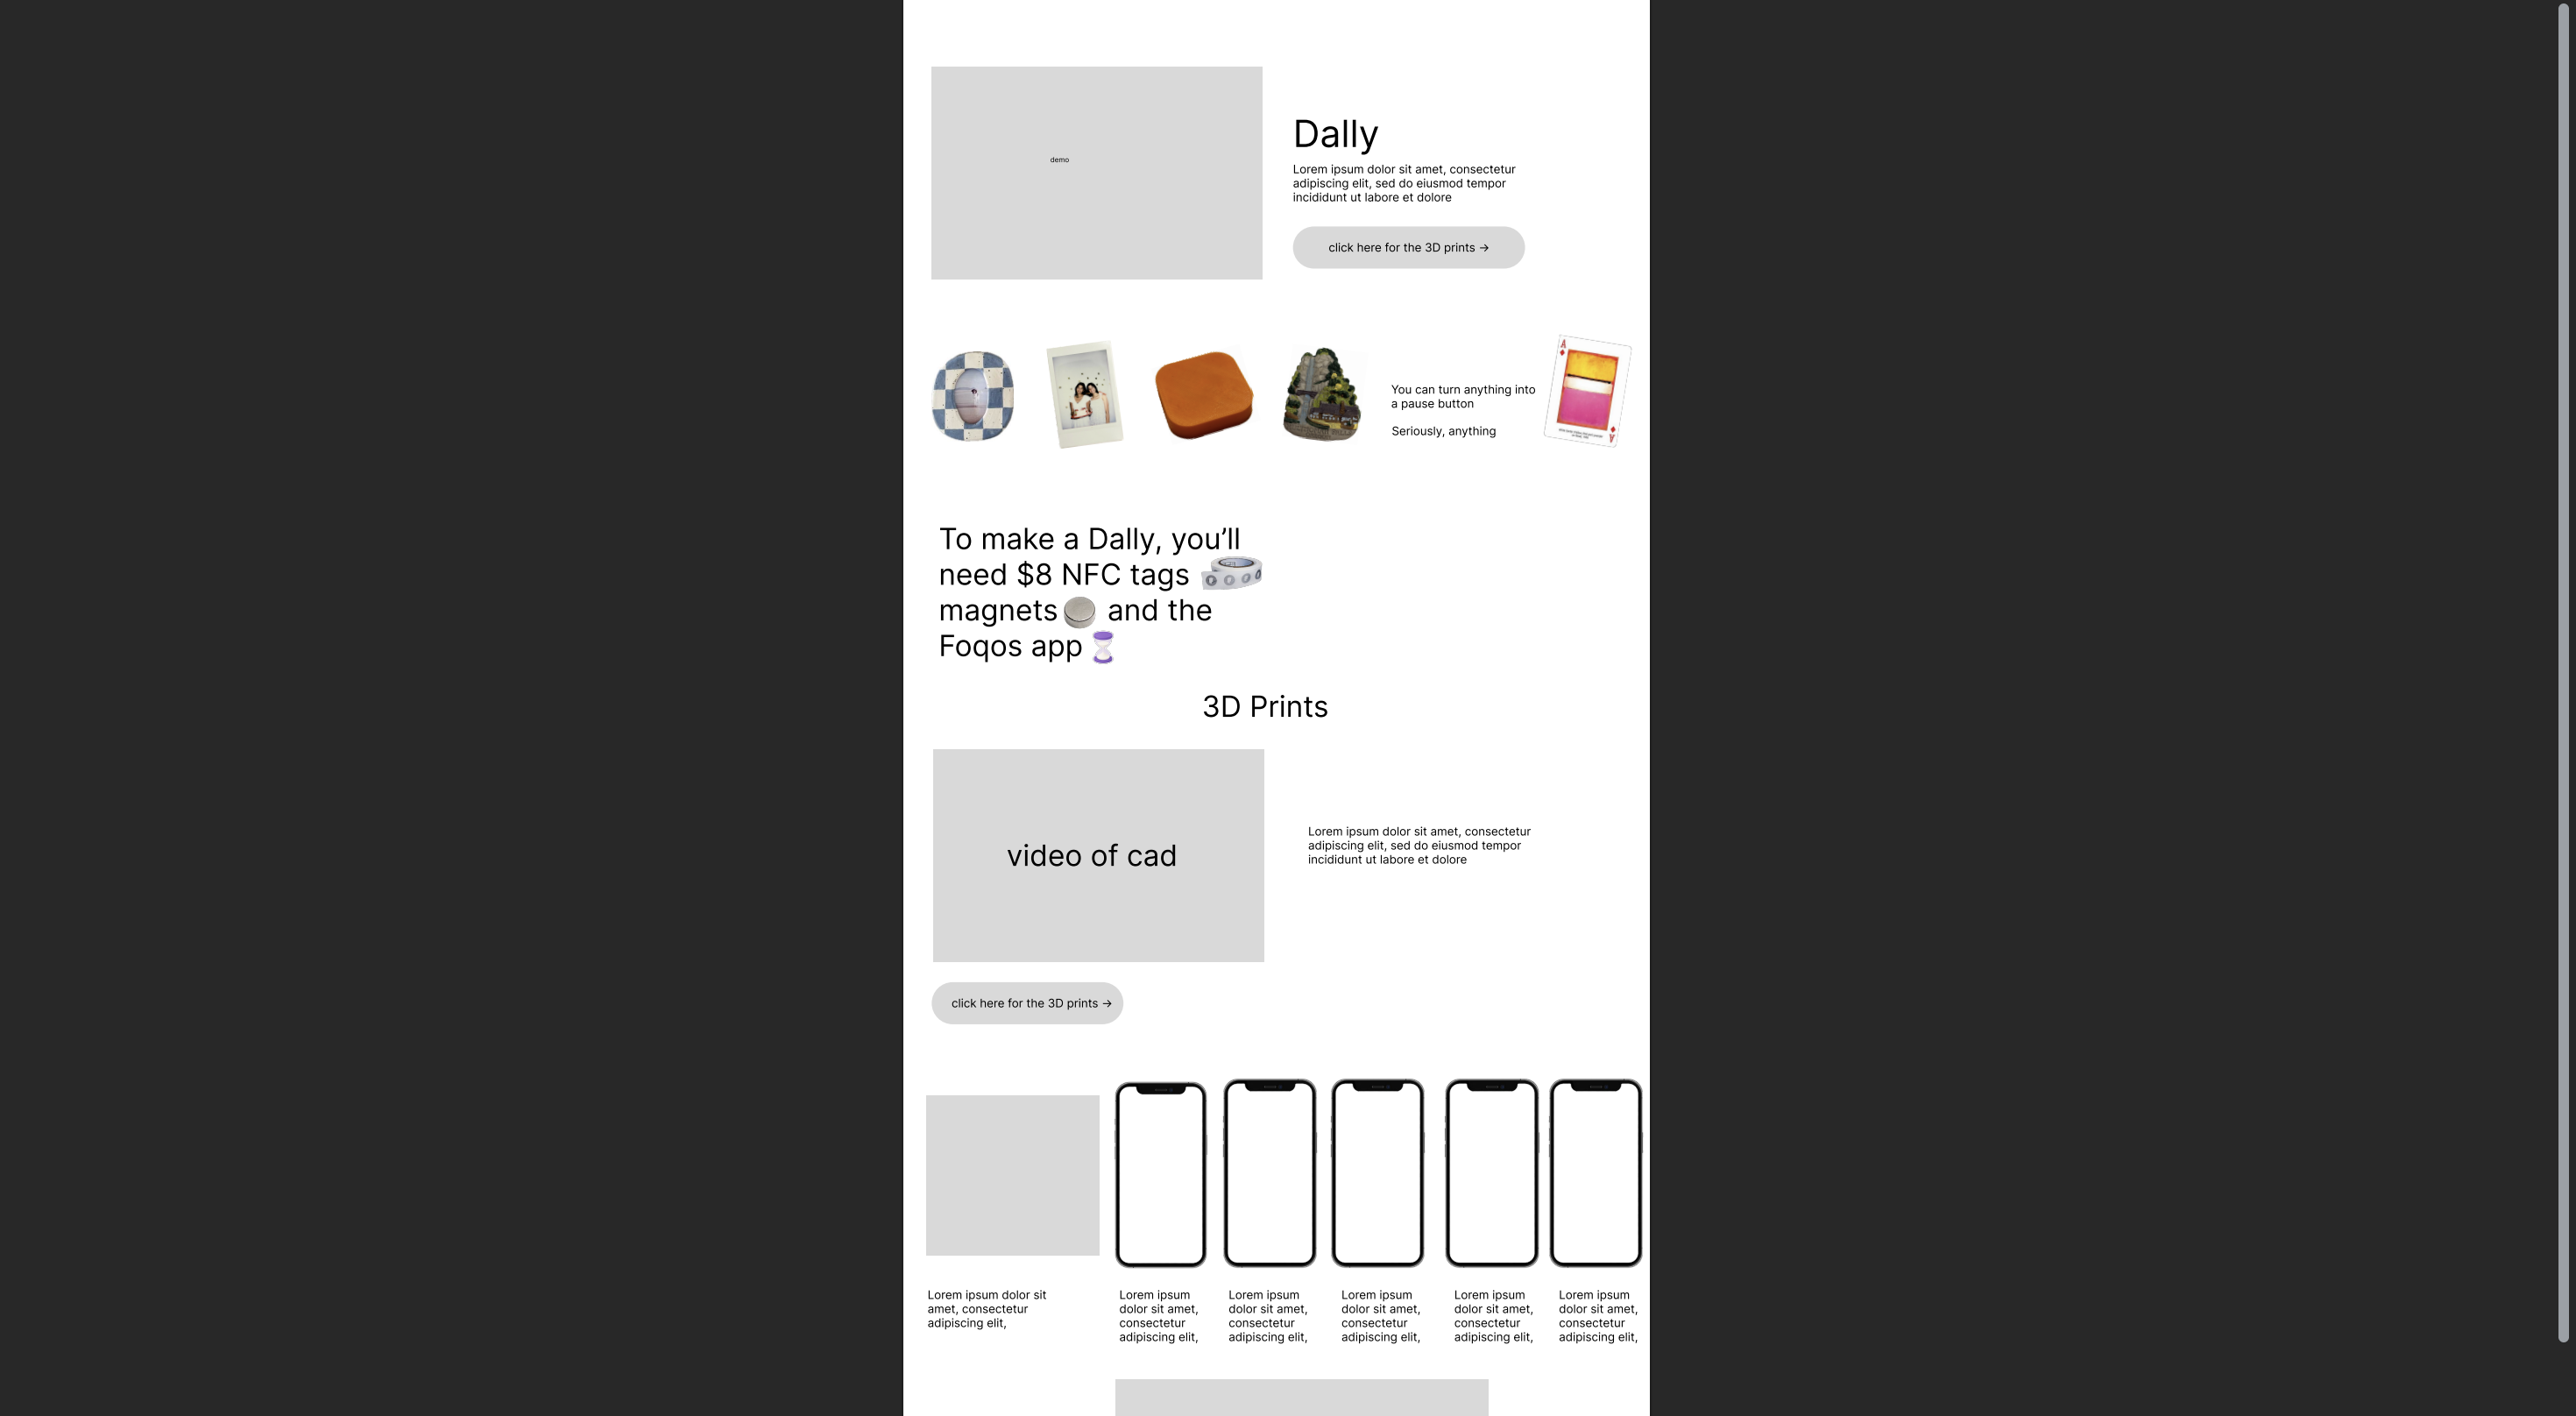 demo
Dally
Lorem ipsum dolor sit amet, consectetur
adipiscing elit, sed do eiusmod tempor
incididunt ut labore et dolore
click here for the 3D prints →
You can turn anything into
a pause button
Seriously, anything
A
A
To make a Dally, you’ll
need $8 NFC tags
magnets and the
Foqos app
3D Prints
video of cad
Lorem ipsum dolor sit amet, consectetur
adipiscing elit, sed do eiusmod tempor
incididunt ut labore et dolore
click here for the 3D prints →
Lorem ipsum dolor sit
amet, consectetur
adipiscing elit,
Lorem ipsum
dolor sit amet,
consectetur
adipiscing elit,
Lorem ipsum
dolor sit amet,
consectetur
adipiscing elit,
Lorem ipsum
dolor sit amet,
consectetur
adipiscing elit,
Lorem ipsum
dolor sit amet,
consectetur
adipiscing elit,
Lorem ipsum
dolor sit amet,
consectetur
adipiscing elit,